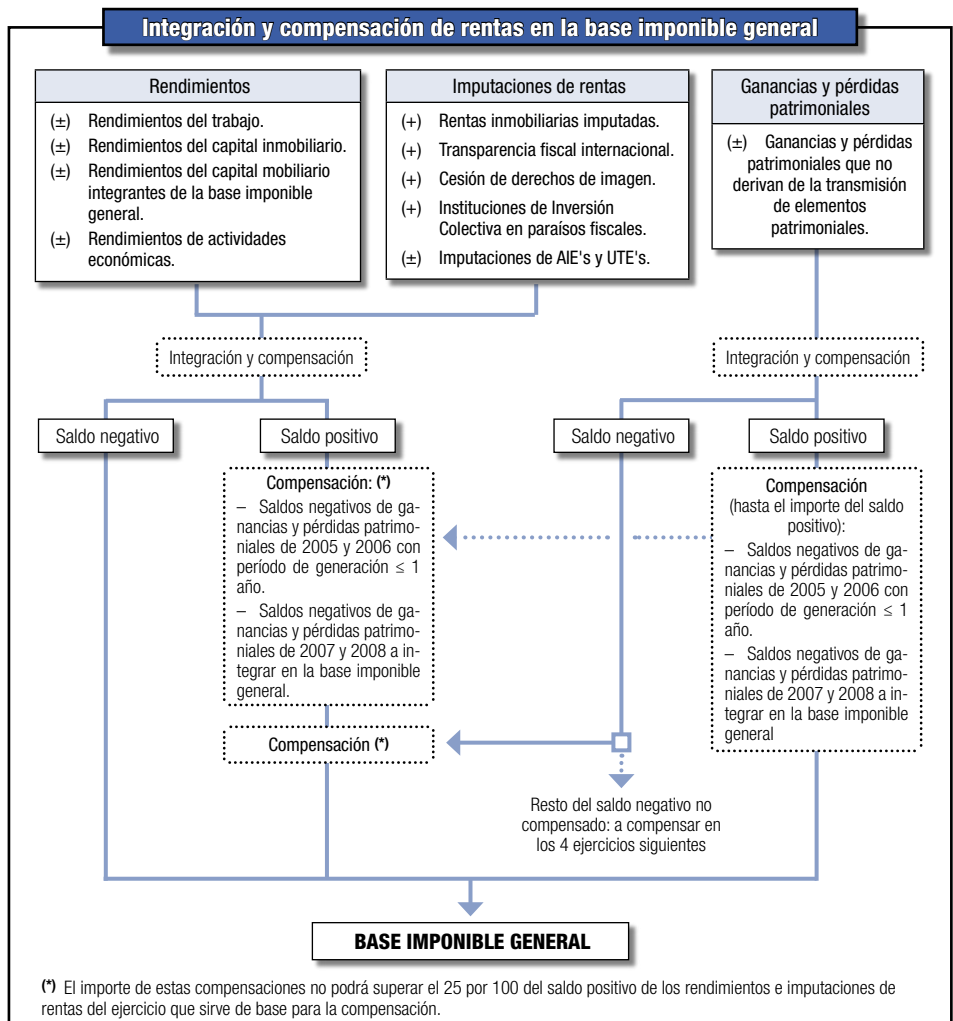 Integración y compensación de rentas en la base imponible general
Rendimientos
(±) Rendimientos del trabajo.
(±) Rendimientos del capital inmobiliario.
(±) Rendimientos del capital mobiliario
integrantes de la base imponible
general.
(±) Rendimientos de actividades
económicas.
Imputaciones de rentas
(+) Rentas inmobiliarias imputadas.
(+) Transparencia fiscal internacional.
(+) Cesión de derechos de imagen.
(+) Instituciones de Inversión
Colectiva en paraísos fiscales.
(±) Imputaciones de AIE's y UTE's.
Ganancias y pérdidas
patrimoniales
(±) Ganancias y pérdidas
patrimoniales que no
derivan de la transmisión
de elementos
patrimoniales.
Integración y compensación
Integración y compensación
Saldo negativo
Saldo positivo
Saldo negativo
Saldo positivo
Compensación: (*)
– Saldos negativos de ga-
nancias y pérdidas patrimo-
niales de 2005 y 2006 con
período de generación ≤ 1
año.
– Saldos negativos de ga-
nancias y pérdidas patrimo-
niales de 2007 y 2008 a in-
tegrar en la base imponible
general.
Compensación
(hasta el importe del saldo
positivo):
– Saldos negativos de ga-
nancias y pérdidas patrimo-
niales de 2005 y 2006 con
período de generación ≤ 1
año.
– Saldos negativos de ga-
nancias y pérdidas patrimo-
niales de 2007 y 2008 a in-
tegrar en la base imponible
general
Compensación (*)
Resto del saldo negativo no
compensado: a compensar en
los 4 ejercicios siguientes
BASE IMPONIBLE GENERAL
(*) El importe de estas compensaciones no podrá superar el 25 por 100 del saldo positivo de los rendimientos e imputaciones de
rentas del ejercicio que sirve de base para la compensación.